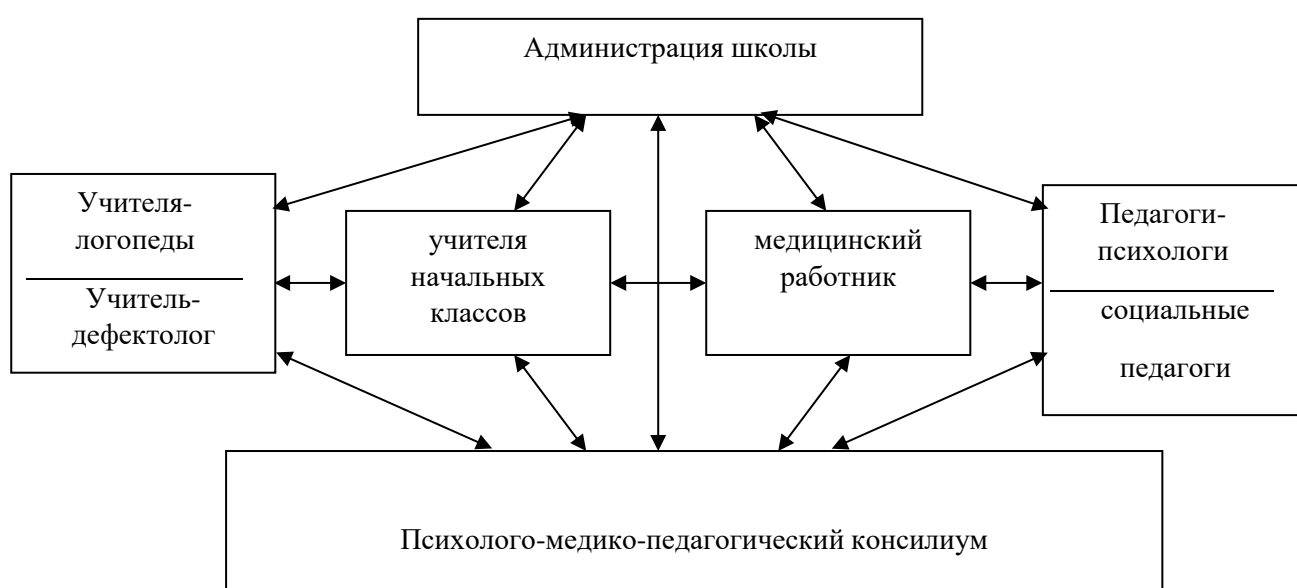 Администрация школы
Учителя-
логопеды
Учитель-
дефектолог
учителя
начальных
классов
медицинский
работник
Педагоги-
психологи
социальные
педагоги
Психолого-медико-педагогический консилиум